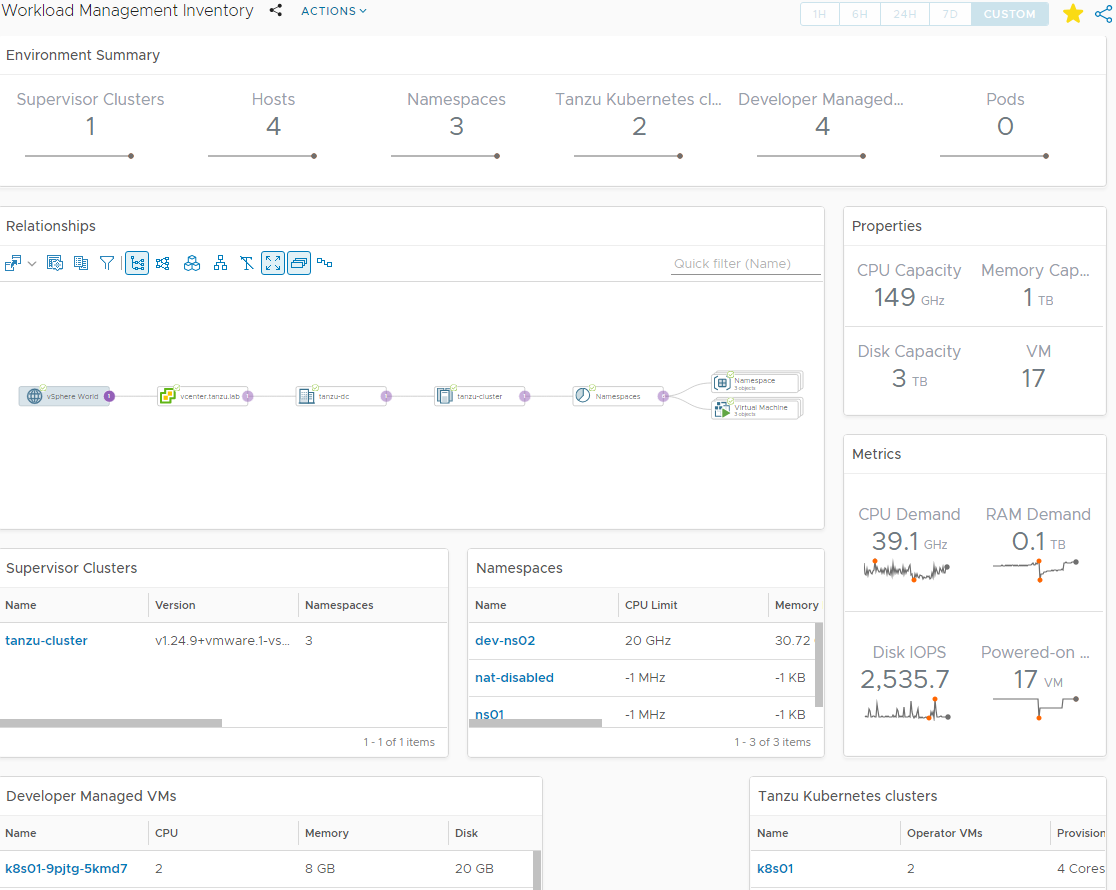 Workload Management Inventory ACTIONS 1H 6H 24H 7D CUSTOM
Environment Summary
Supervisor Clusters Hosts Namespaces Tanzu Kubernetes cl... Developer Managed... Pods
1 4 3 2 4 0
Relationships
Quick filter (Name)
vSphere World 1 vcenter.tanzu.lab 1 tanzu-dc 1 tanzu-cluster 1 Namespaces 6
Namespace
3 objects
Virtual Machine
3 objects
Properties
CPU Capacity Memory Cap...
149 GHz 1 TB
Disk Capacity VM
3 TB 17
Metrics
CPU Demand RAM Demand
39.1 GHz 0.1 TB
Disk IOPS Powered-on ...
2,535.7 17 VM
Supervisor Clusters
Name Version Namespaces
tanzu-cluster v1.24.9+vmware.1-vs... 3
1 - 1 of 1 items
Namespaces
Name CPU Limit Memory
dev-ns02 20 GHz 30.72
nat-disabled -1 MHz -1 KB
ns01 -1 MHz -1 KB
1 - 3 of 3 items
Developer Managed VMs
Name CPU Memory Disk
k8s01-9pjtg-5kmd7 2 8 GB 20 GB
Tanzu Kubernetes clusters
Name Operator VMs Provision
k8s01 2 4 Cores